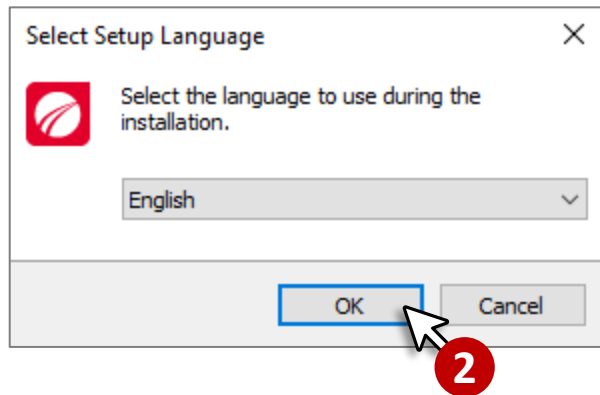 Select Setup Language
Select the language to use during the
installation.
English
OK
Cancel
2